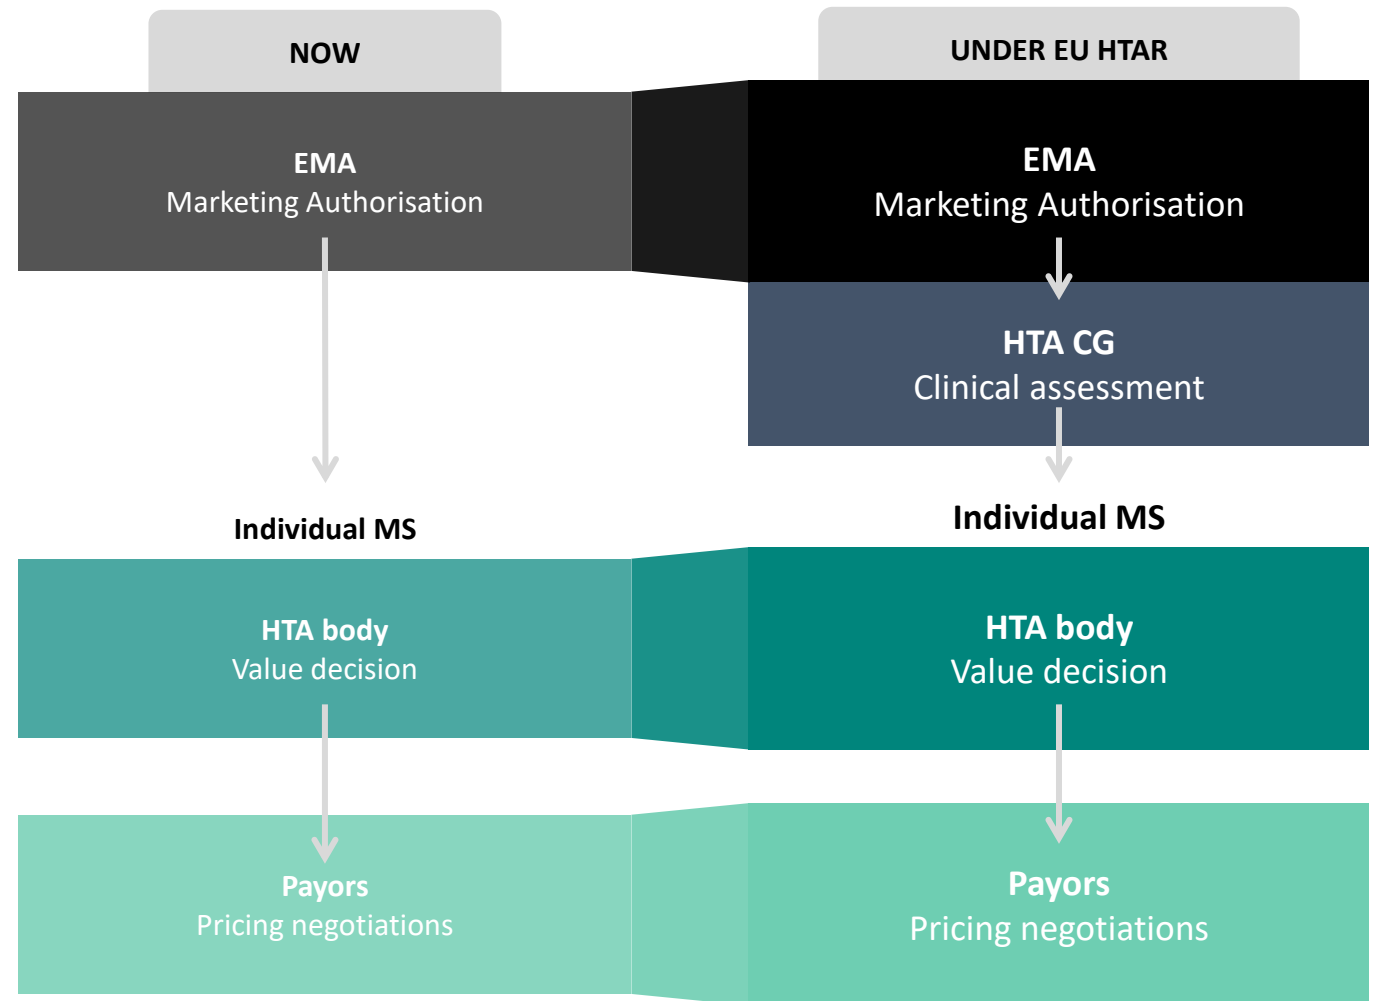 NOW
EMA
Marketing Authorisation
Individual MS
HTA body
Value decision
Payors
Pricing negotiations
UNDER EU HTAR
EMA
Marketing Authorisation
HTA CG
Clinical assessment
Individual MS
HTA body
Value decision
Payors
Pricing negotiations